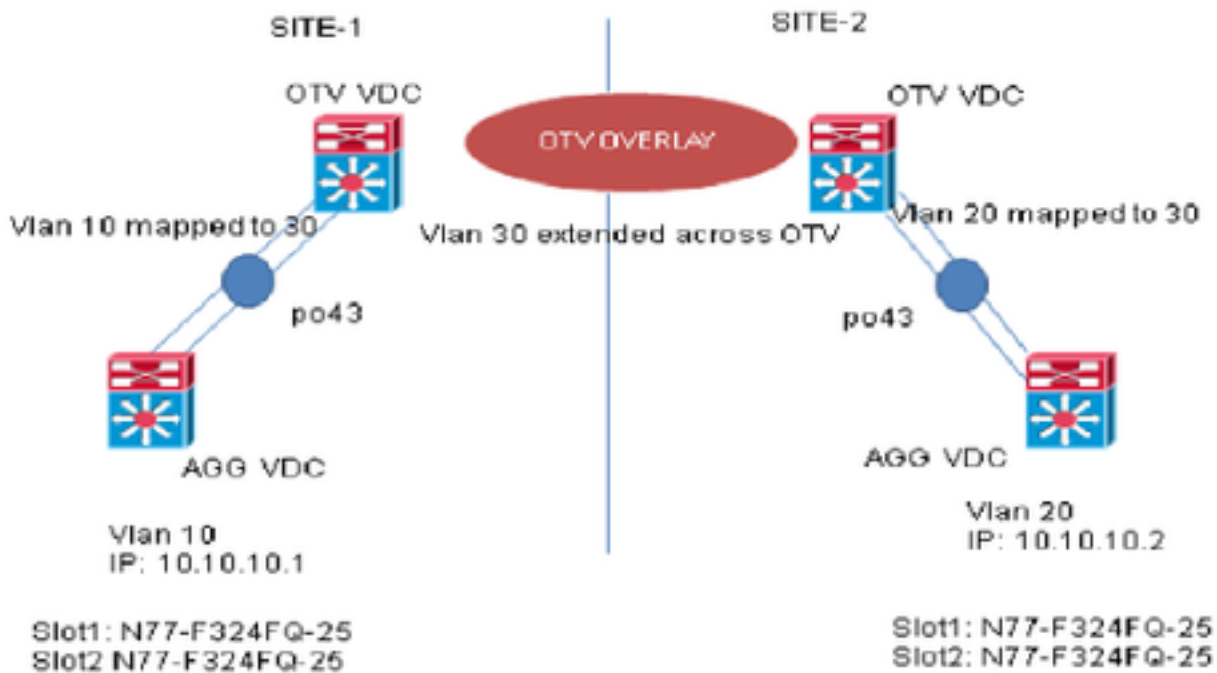 SITE-1
SITE-2
OTV VDC
OTV VDC
OTV OVERLAY
Vlan 10 mapped to 30
Vlan 30 extended across OTV
Vlan 20 mapped to 30
po43
po43
AGG VDC
AGG VDC
Vlan 10
IP: 10.10.10.1
Vlan 20
IP: 10.10.10.2
Slot1: N77-F324FQ-25
Slot2 N77-F324FQ-25
Slot1: N77-F324FQ-25
Slot2: N77-F324FQ-25